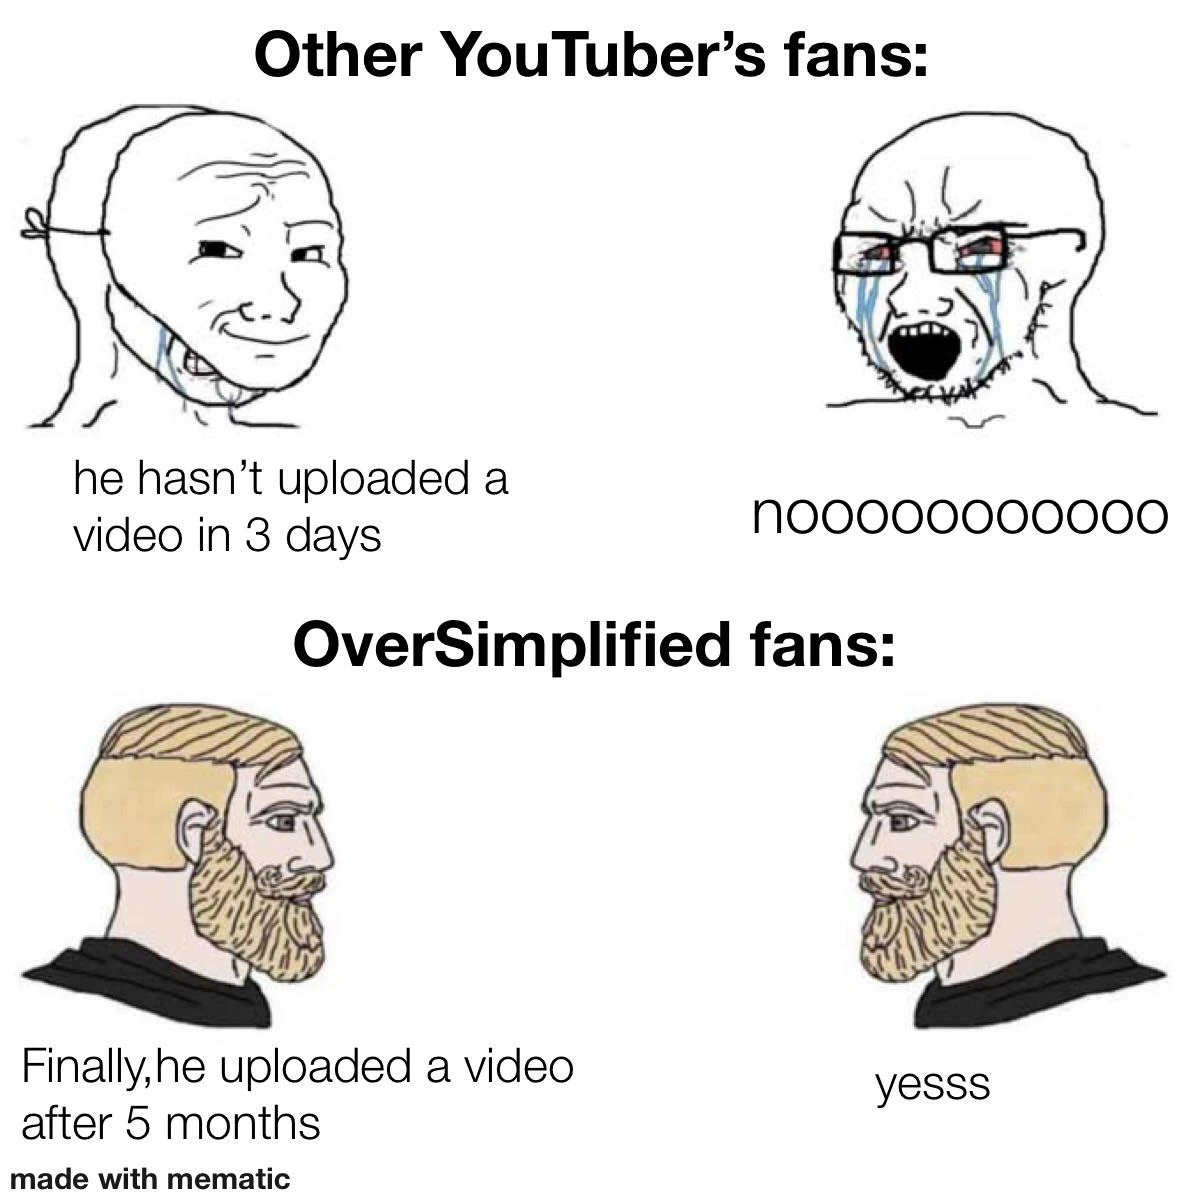 Other YouTuber’s fans:
he hasn’t uploaded a
video in 3 days
noooooooooooo
OverSimplified fans:
Finally,he uploaded a video
after 5 months
yesss
made with mematic